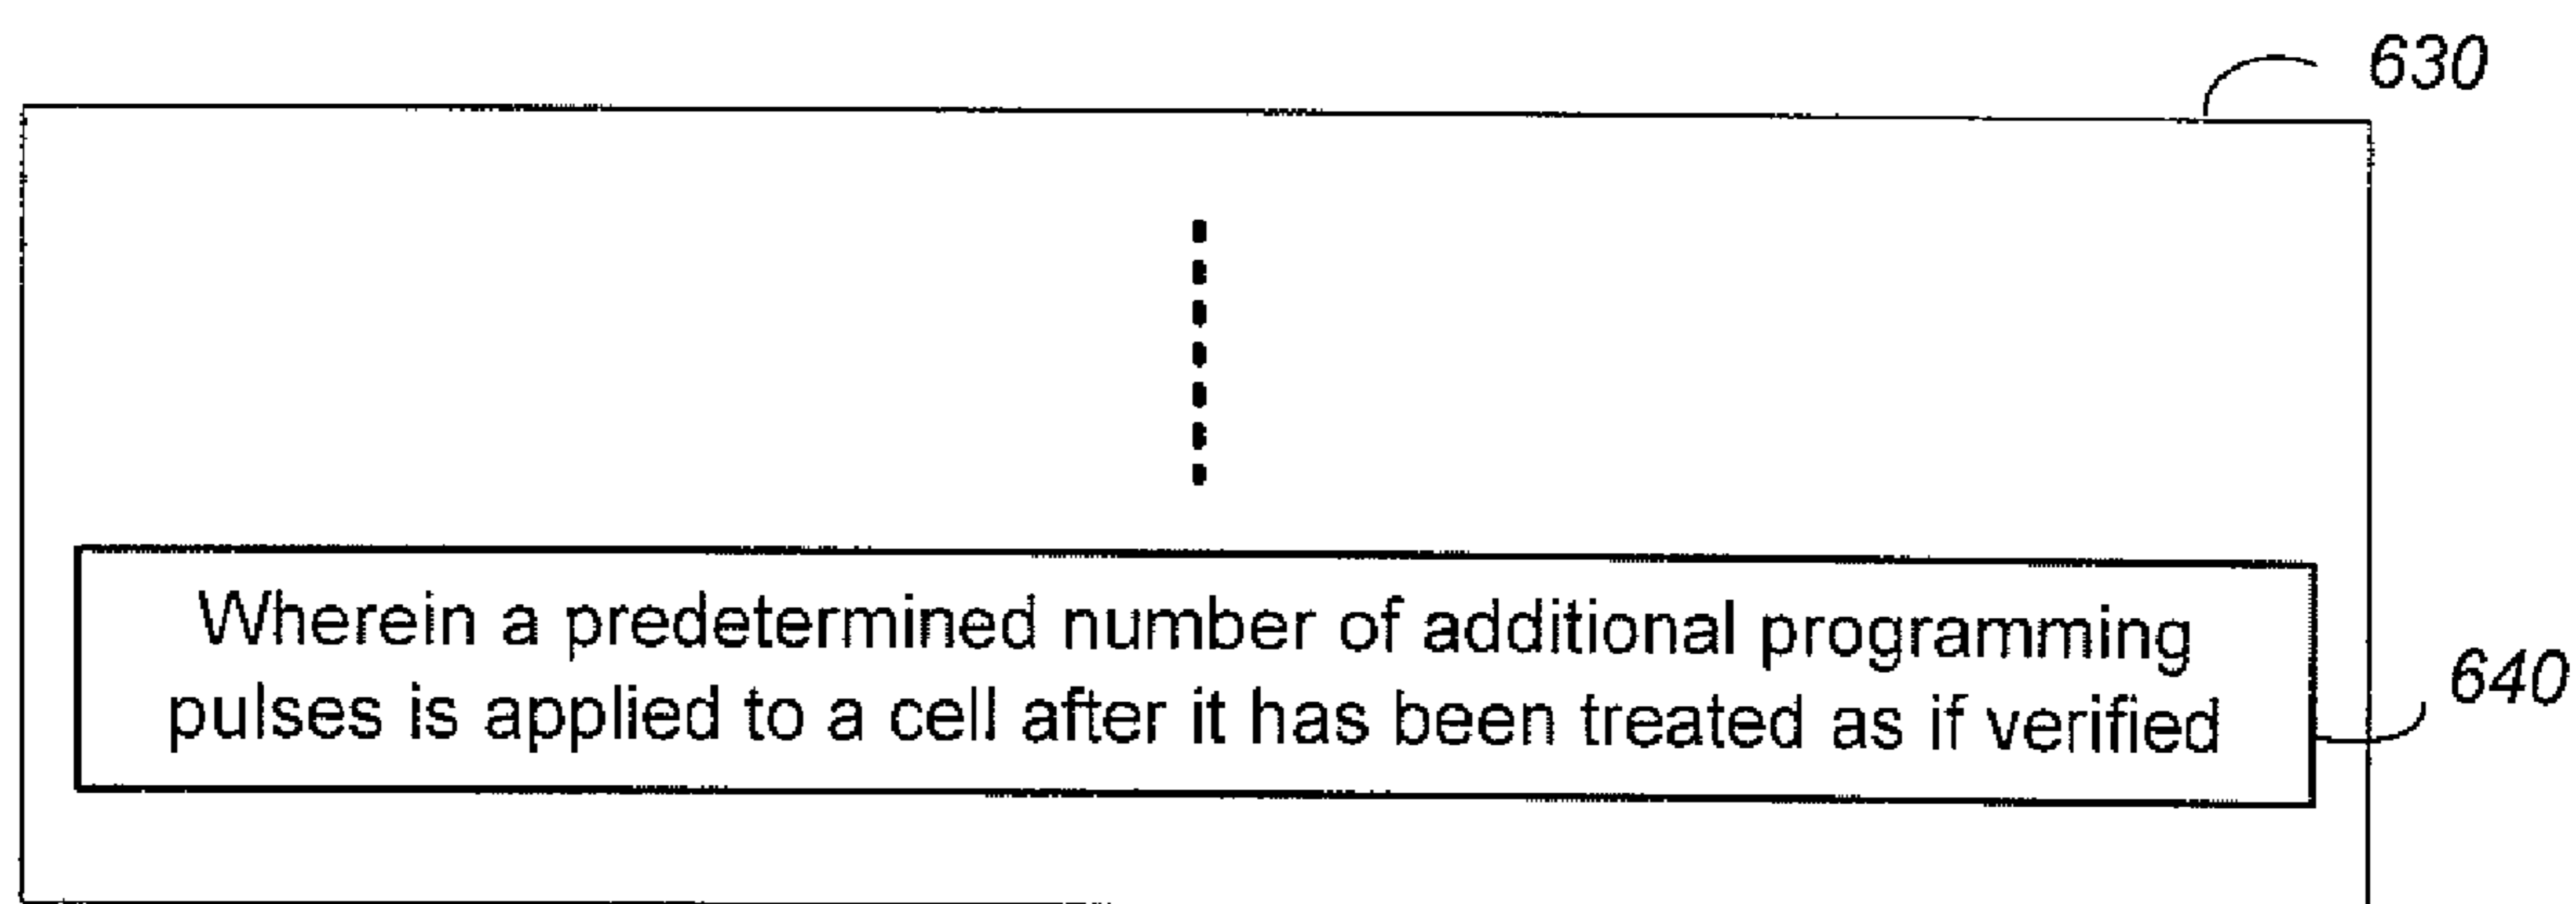 630
Wherein a predetermined number of additional programming
pulses is applied to a cell after it has been treated as if verified
640